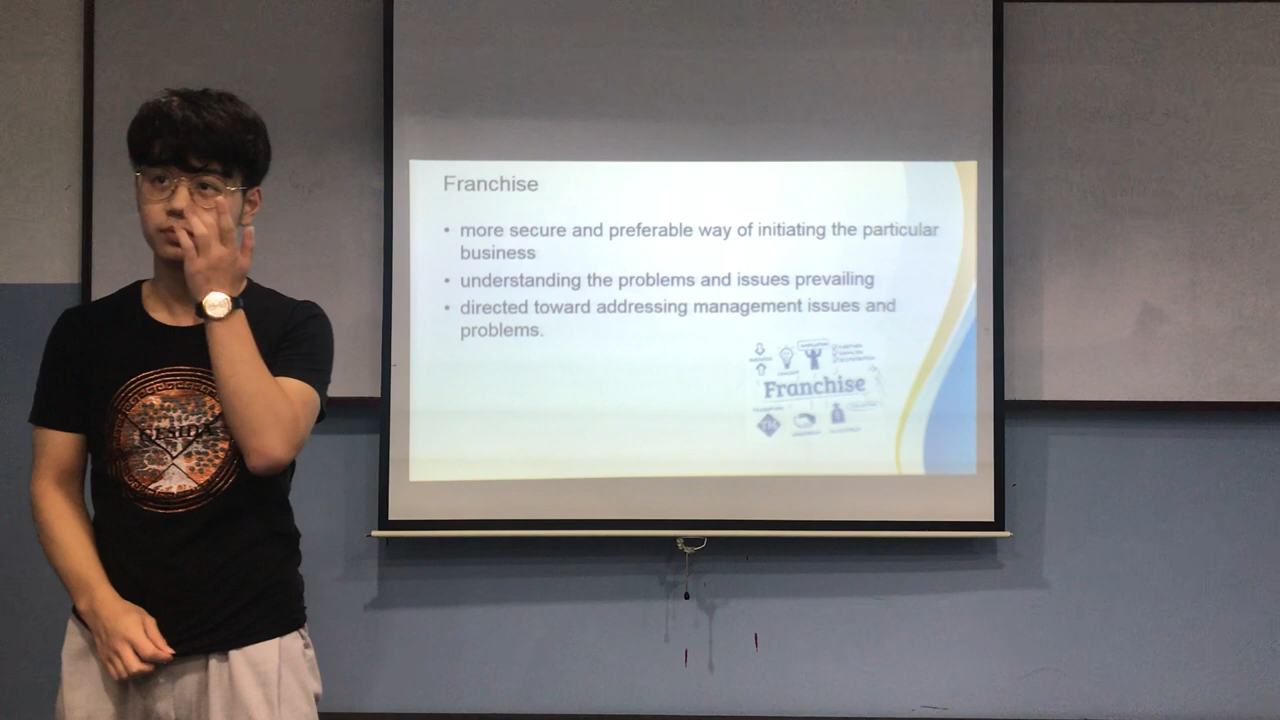 Franchise
• more secure and preferable way of initiating the particular
business
• understanding the problems and issues prevailing
• directed toward addressing management issues and
problems.
Franchise